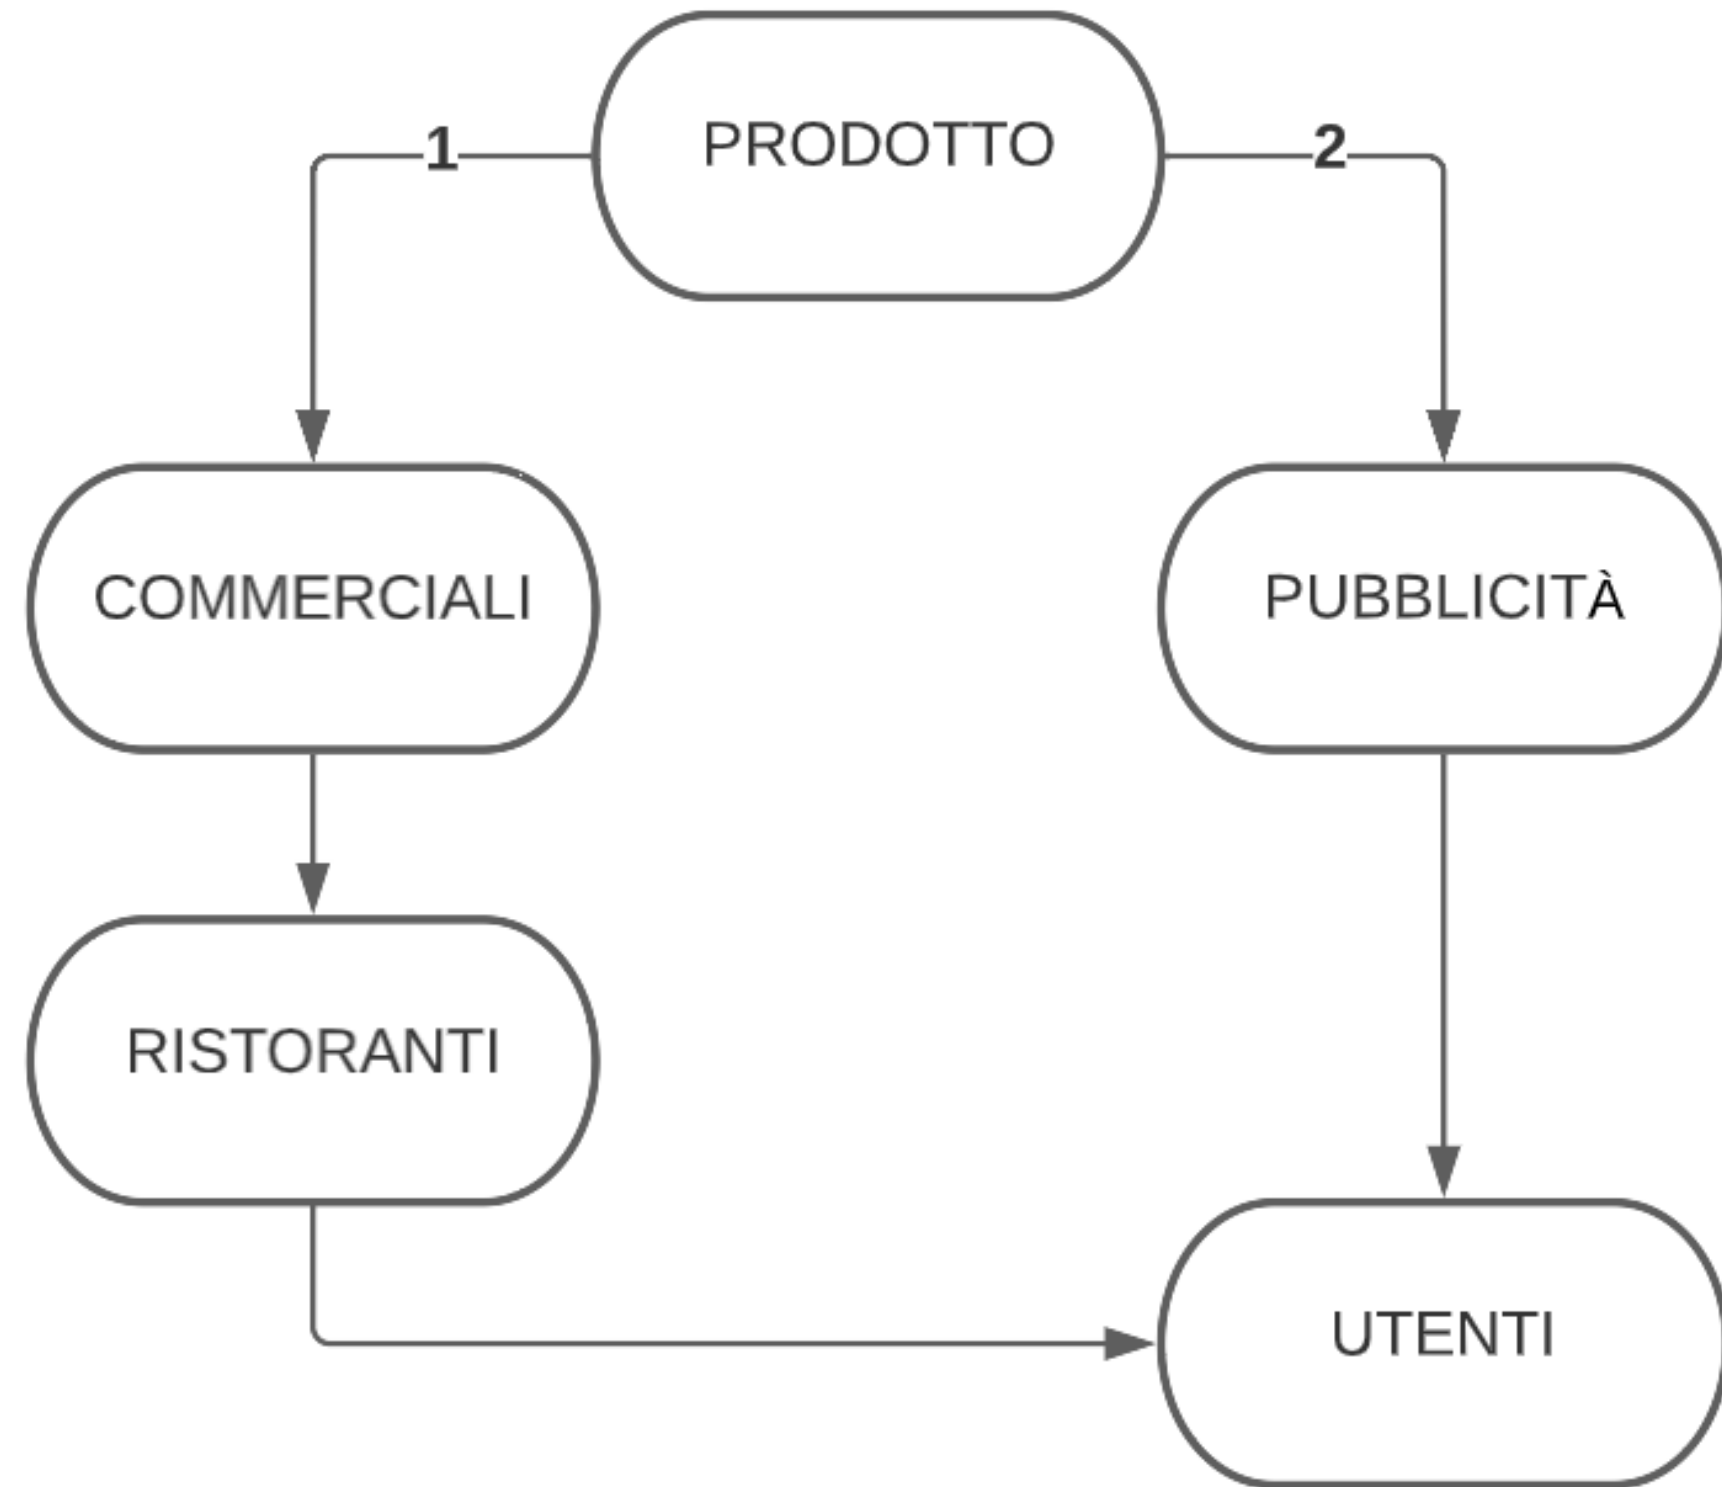 PRODOTTO
1
2
COMMERCIALI
PUBBLICITÀ
RISTORANTI
UTENTI